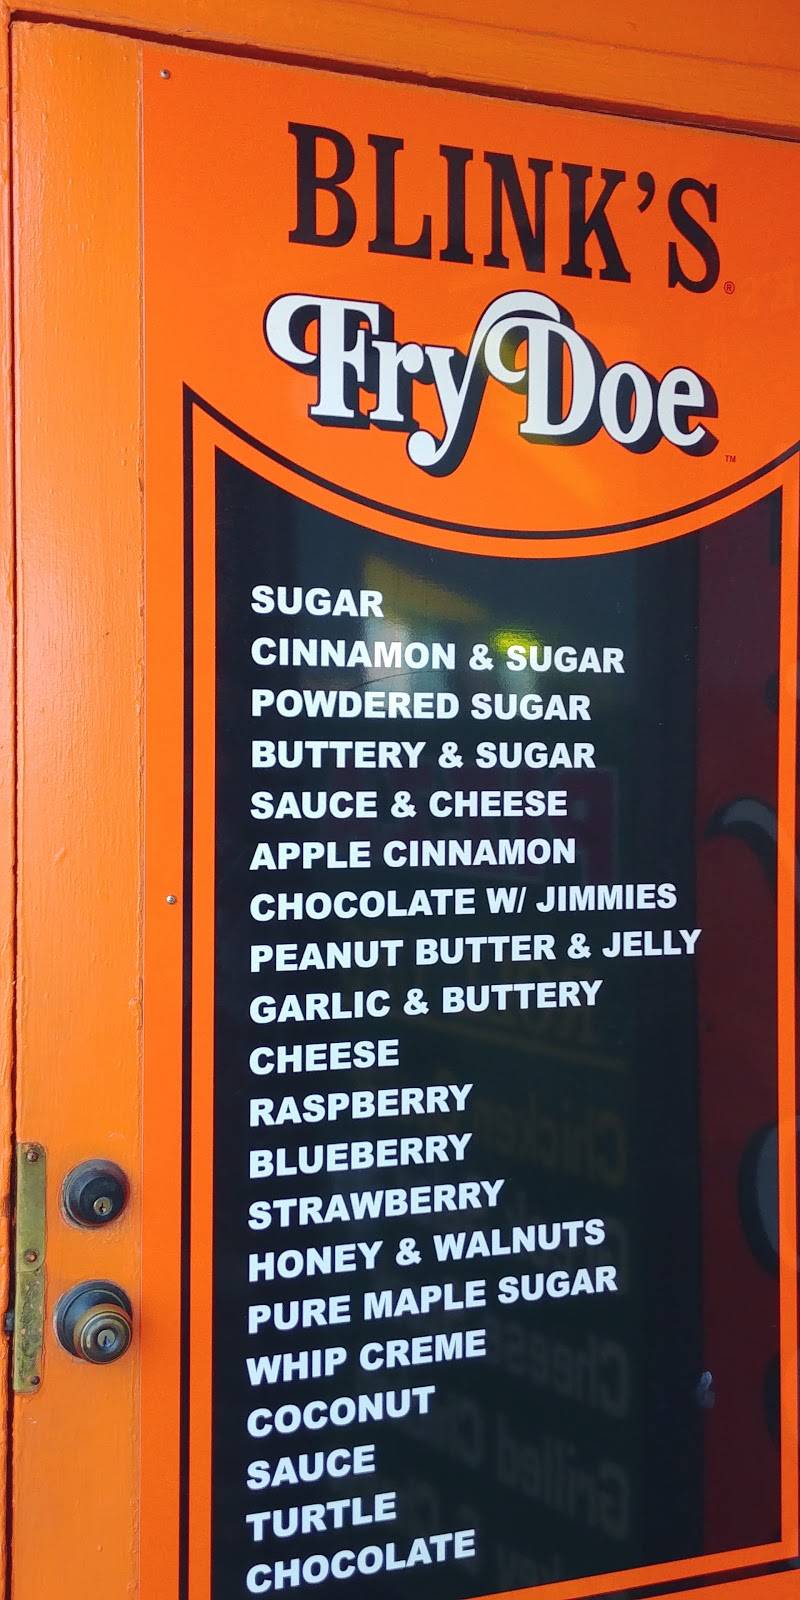 BLINK'S®
Fry Doe™
SUGAR
CINNAMON & SUGAR
POWDERED SUGAR
BUTTERY & SUGAR
SAUCE & CHEESE
APPLE CINNAMON
CHOCOLATE W/ JIMMIES
PEANUT BUTTER & JELLY
GARLIC & BUTTERY
CHEESE
RASPBERRY
BLUEBERRY
STRAWBERRY
HONEY & WALNUTS
PURE MAPLE SUGAR
WHIP CREME
COCONUT
SAUCE
TURTLE
CHOCOLATE